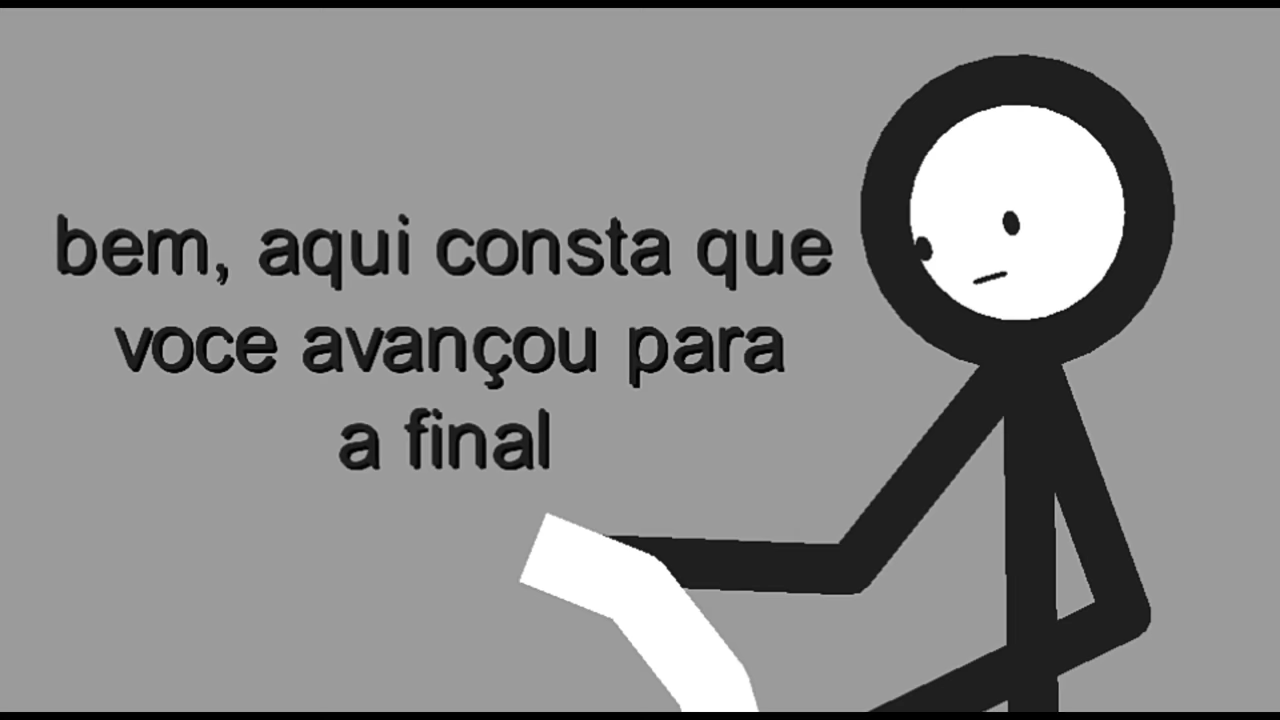 bem, aqui consta que
voce avançou para
a final